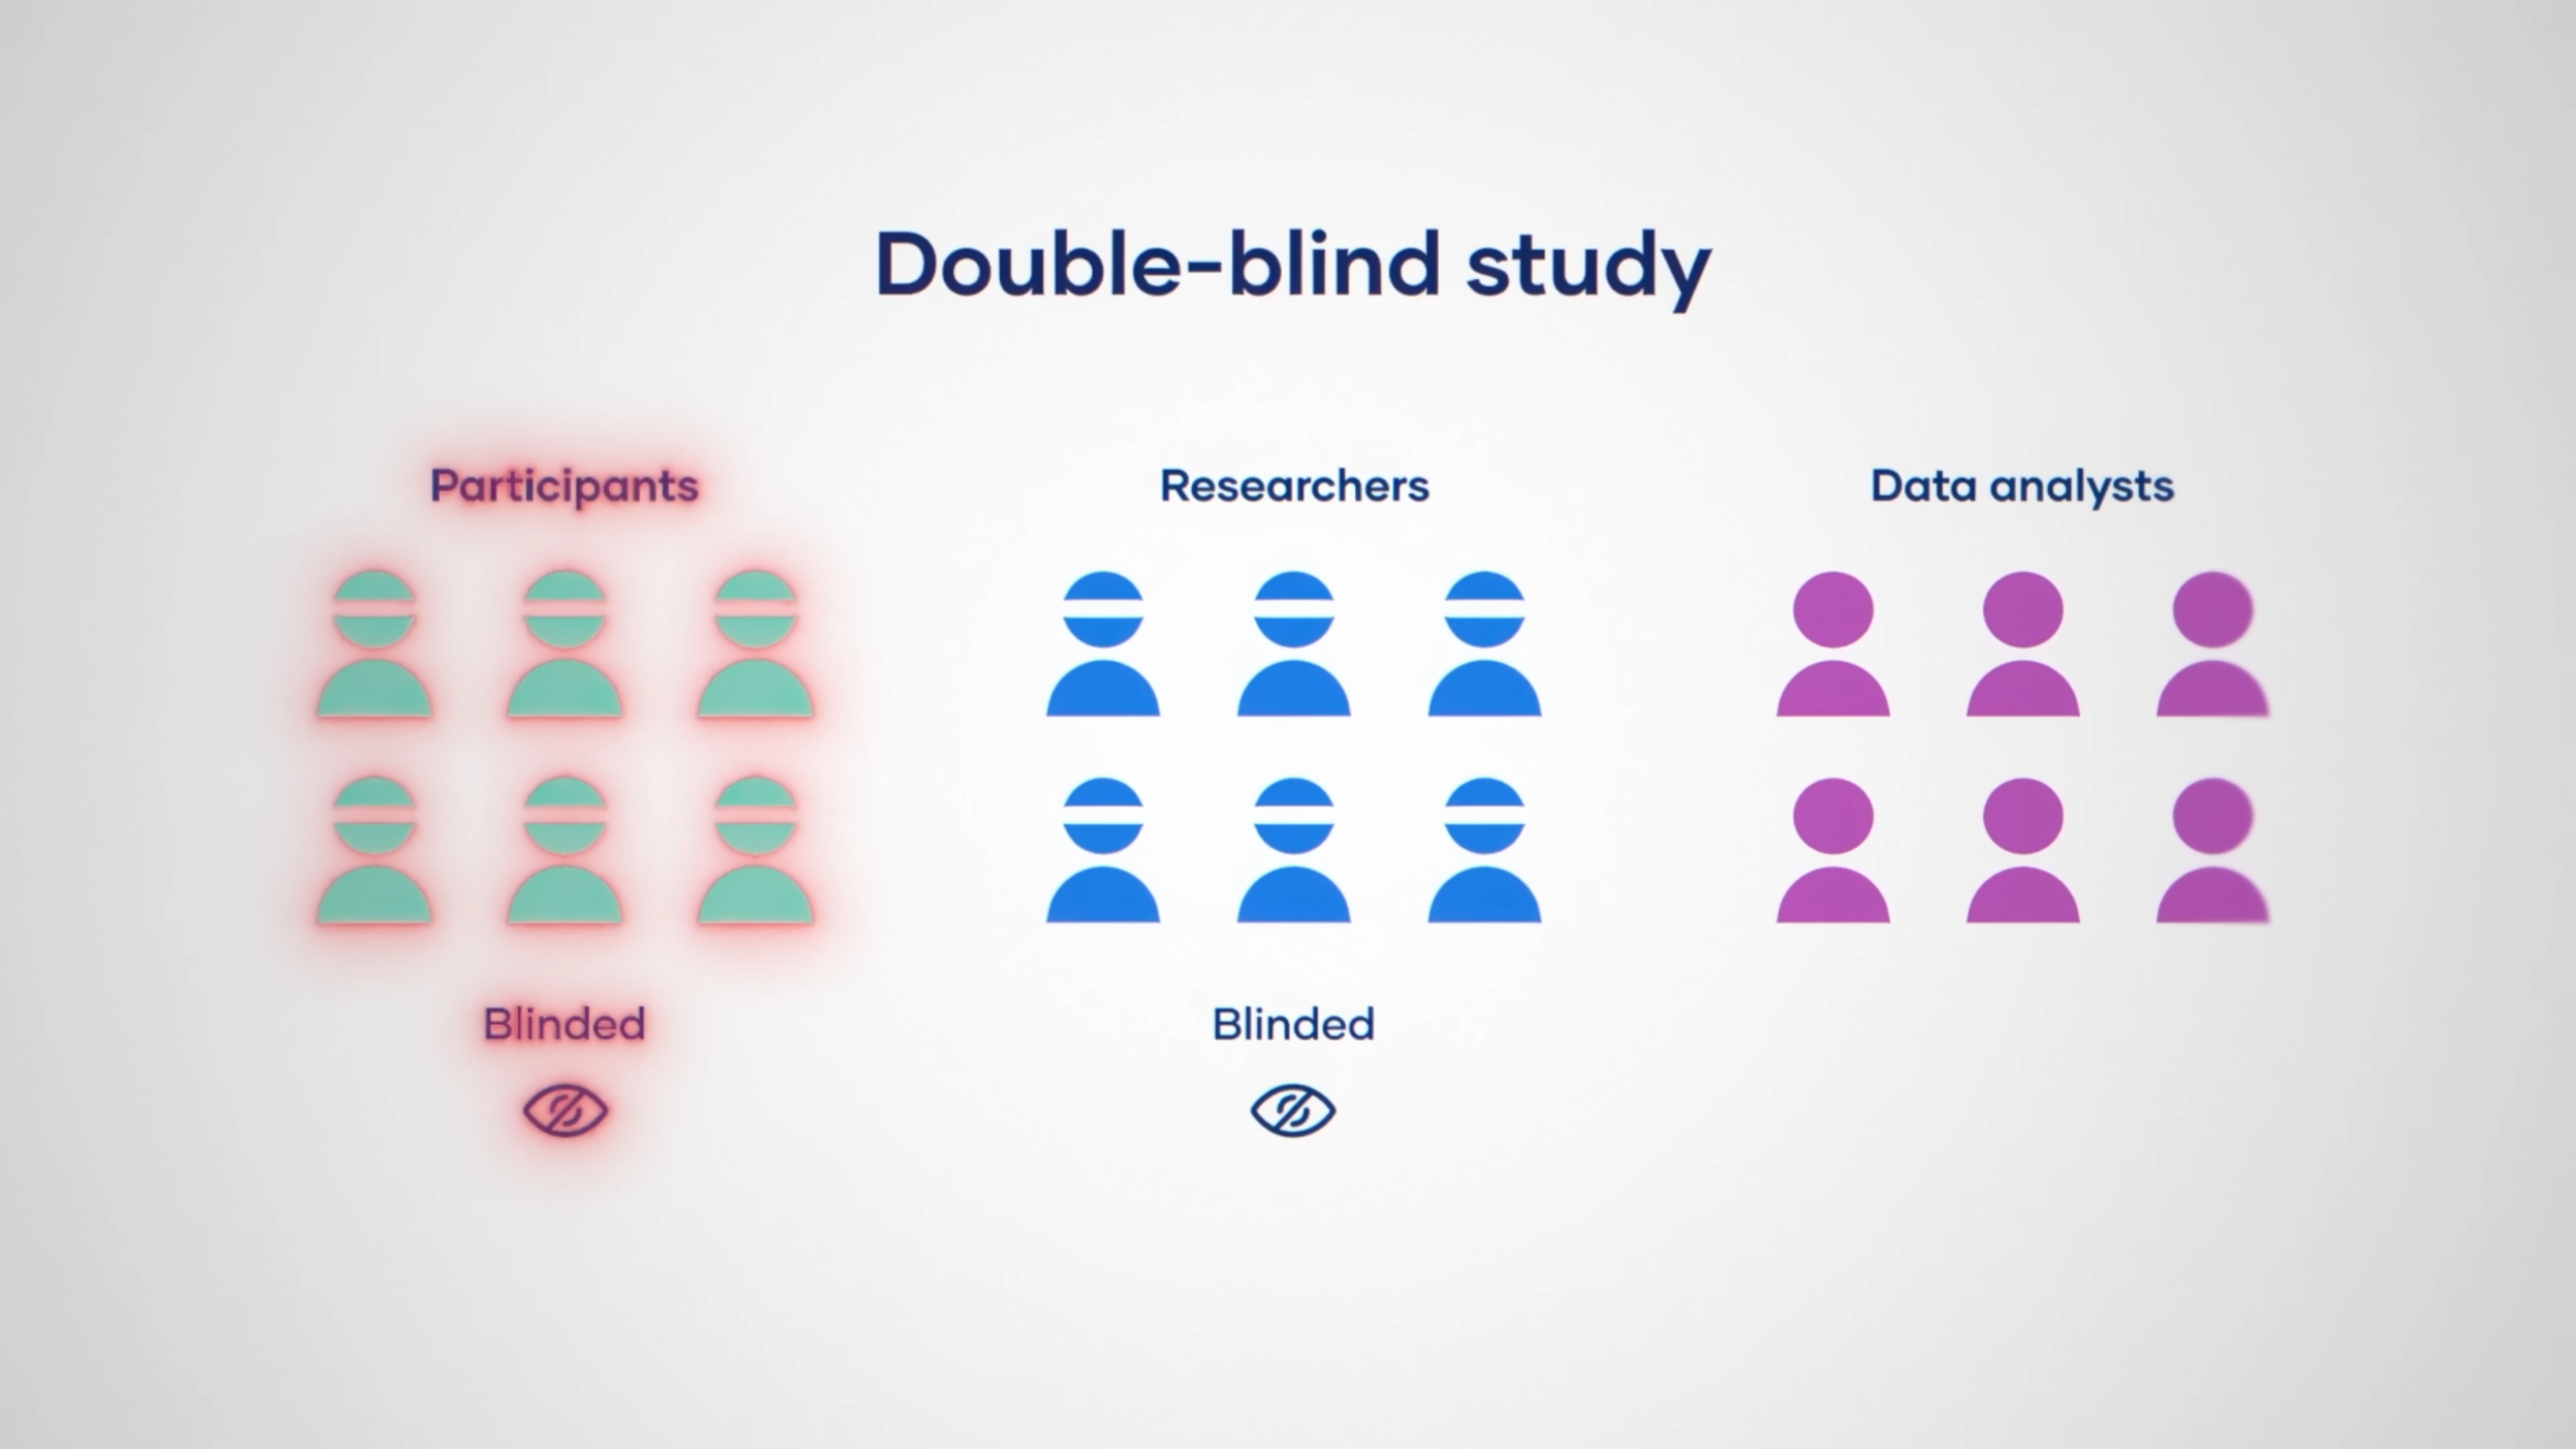 Double-blind study
Participants
Researchers
Data analysts
Blinded
Blinded